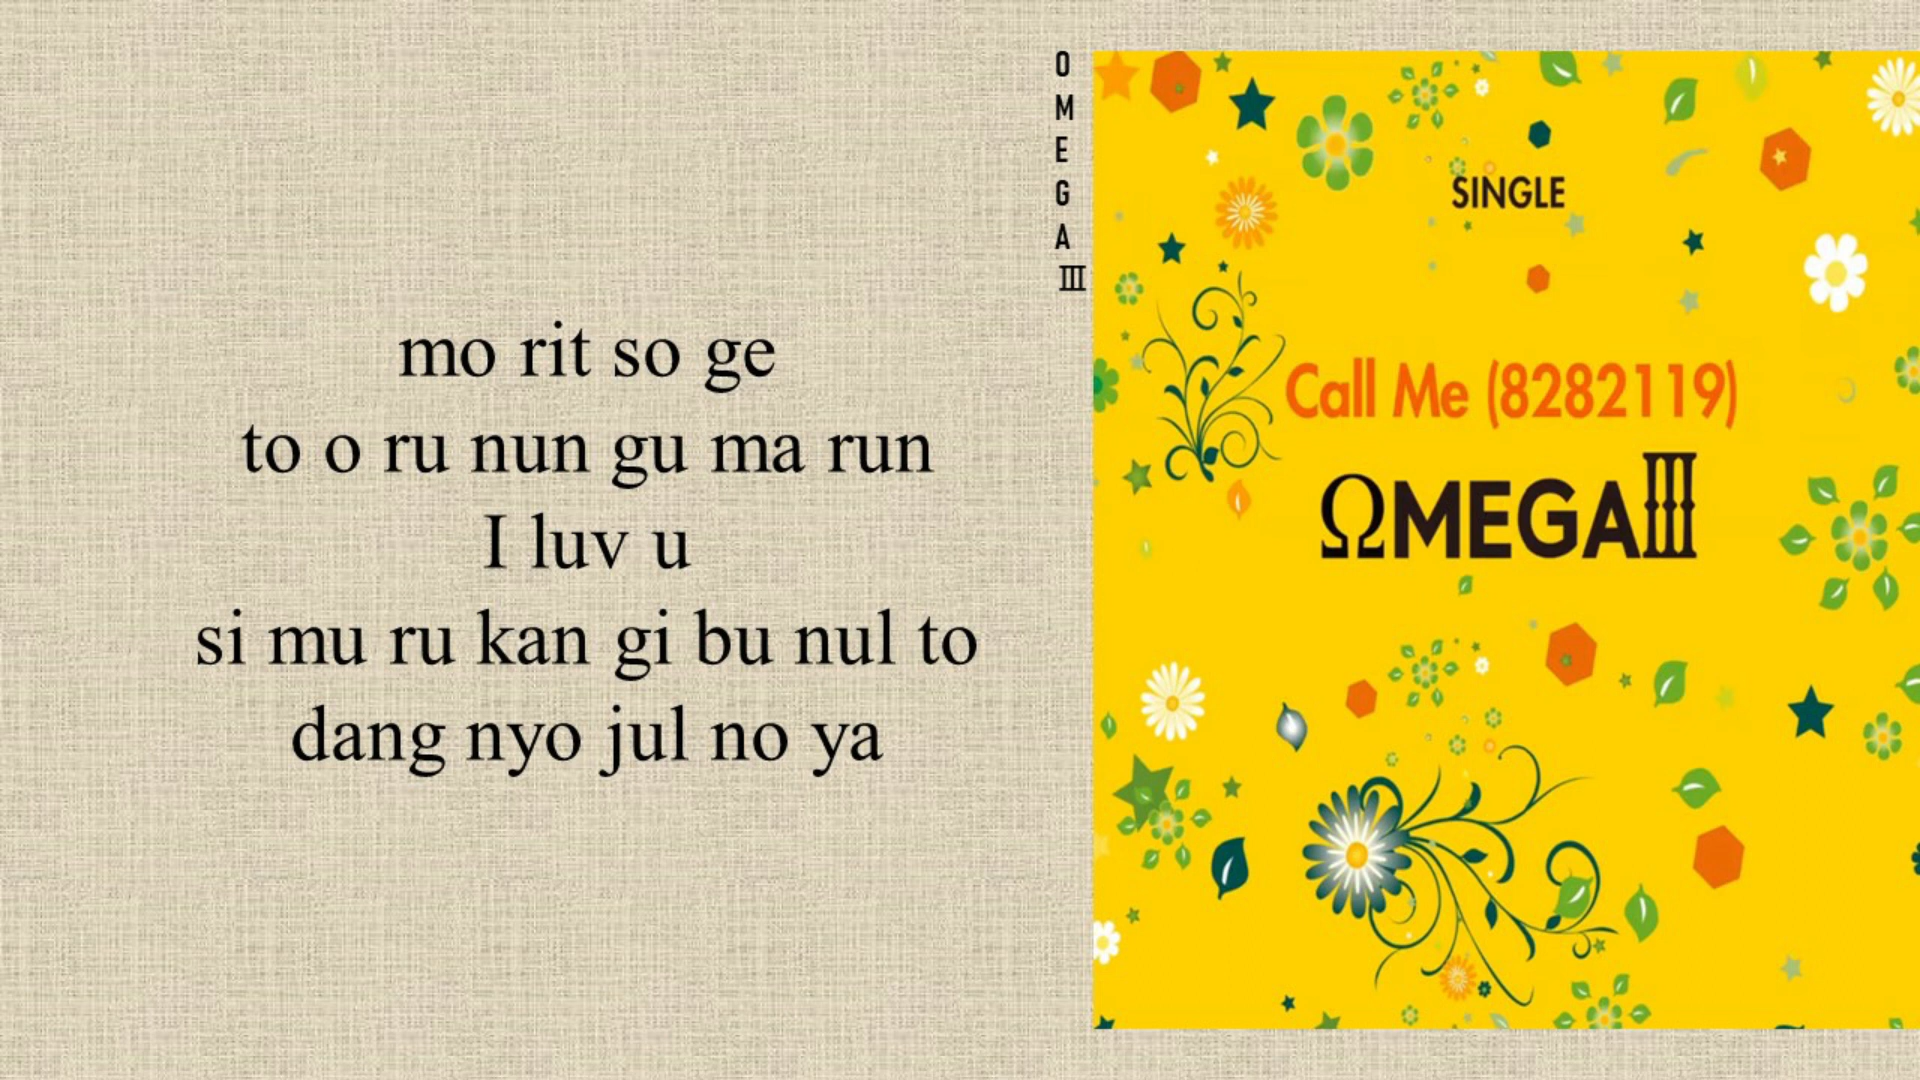 mo rit so ge
to o ru nun gu ma run
I luv u
si mu ru kan gi bu nul to
dang nyo jul no ya
O
M
E
G
A
III
SINGLE
Call Me (8282119)
ΩMEGAIII